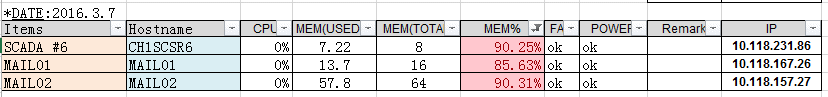 *DATE:2016.3.7
Items Hostname CPU MEM(USED MEM(TOTA MEM% FA POWER Remark IP
SCADA #6 CH1SCSR6 0% 7.22 8 90.25% ok ok 10.118.231.86
MAIL01 MAIL01 0% 13.7 16 85.63% ok ok 10.118.167.26
MAIL02 MAIL02 0% 57.8 64 90.31% ok ok 10.118.157.27